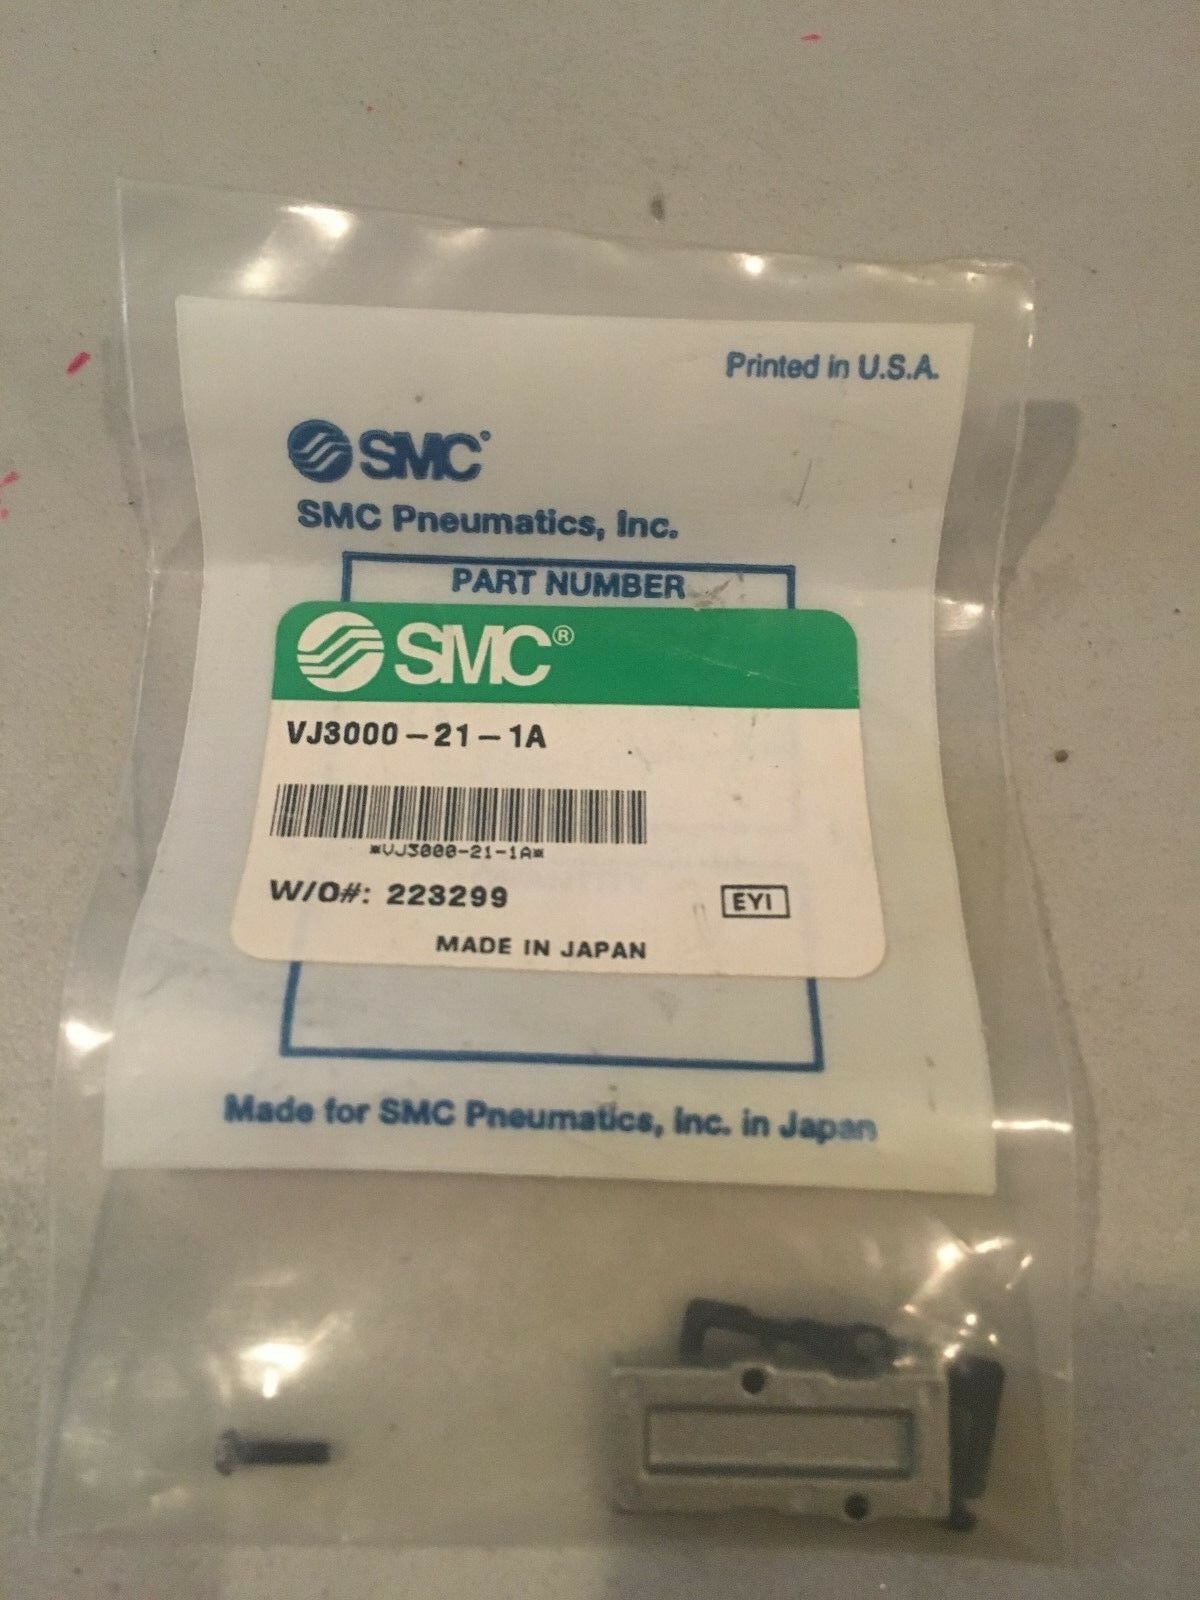 Printed in U.S.A.
SMC®
SMC Pneumatics, Inc.
PART NUMBER
SMC®
VJ3000-21-1A
*VJ3000-21-1A*
W/O#: 223299
EYI
MADE IN JAPAN
Made for SMC Pneumatics, Inc. in Japan